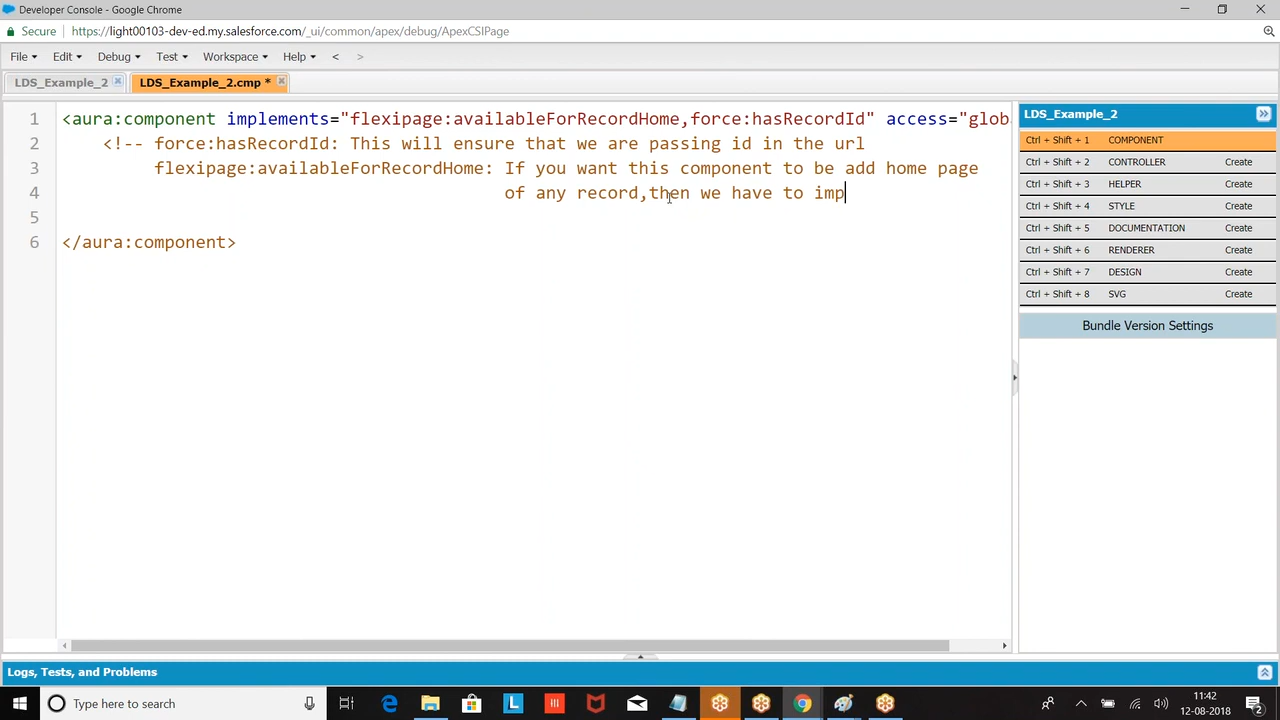 Developer Console - Google Chrome
Secure https://light00103-dev-ed.my.salesforce.com/_ui/common/apex/debug/ApexCSIPage
File Edit Debug Test Workspace Help < >
LDS_Example_2 LDS_Example_2.cmp *
1 <aura:component implements="flexipage:availableForRecordHome,force:hasRecordId" access="glob
2 <!-- force:hasRecordId: This will ensure that we are passing id in the url
3 flexipage:availableForRecordHome: If you want this component to be add home page
4 of any record,then we have to imp
5
6 </aura:component>
LDS_Example_2
Ctrl + Shift + 1 COMPONENT
Ctrl + Shift + 2 CONTROLLER Create
Ctrl + Shift + 3 HELPER Create
Ctrl + Shift + 4 STYLE Create
Ctrl + Shift + 5 DOCUMENTATION Create
Ctrl + Shift + 6 RENDERER Create
Ctrl + Shift + 7 DESIGN Create
Ctrl + Shift + 8 SVG Create
Bundle Version Settings
Logs, Tests, and Problems
Type here to search
11:42
12-08-2018